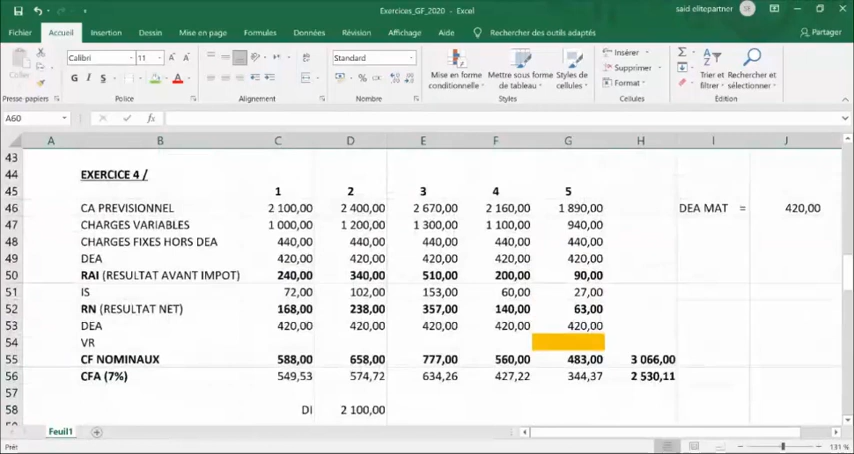 Exercices_GF_2020 - Excel
said elitepartner
SE
Fichier Accueil Insertion Dessin Mise en page Formules Données Révision Affichage Aide Rechercher des outils adaptés Partager
Coller
Calibri 11 Standard
G I S
Mise en forme conditionnelle
Mettre sous forme de tableau
Styles de cellules
Insérer
Supprimer
Format
Trier et filtrer
Rechercher et sélectionner
Presse-papiers Police Alignement Nombre Styles Cellules Édition
A60 fx
A B C D E F G H I J
43
44 EXERCICE 4 /
45 1 2 3 4 5
46 CA PREVISIONNEL 2 100,00 2 400,00 2 670,00 2 160,00 1 890,00 DEA MAT = 420,00
47 CHARGES VARIABLES 1 000,00 1 200,00 1 300,00 1 100,00 940,00
48 CHARGES FIXES HORS DEA 440,00 440,00 440,00 440,00 440,00
49 DEA 420,00 420,00 420,00 420,00 420,00
50 RAI (RESULTAT AVANT IMPOT) 240,00 340,00 510,00 200,00 90,00
51 IS 72,00 102,00 153,00 60,00 27,00
52 RN (RESULTAT NET) 168,00 238,00 357,00 140,00 63,00
53 DEA 420,00 420,00 420,00 420,00 420,00
54 VR
55 CF NOMINAUX 588,00 658,00 777,00 560,00 483,00 3 066,00
56 CFA (7%) 549,53 574,72 634,26 427,22 344,37 2 530,11
57
58 DI 2 100,00
Feuil1
Prêt 131 %